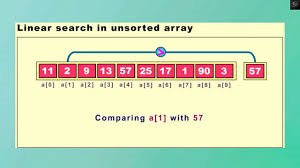 Linear search in unsorted array
11 2 9 13 57 25 17 1 90 3 57
a[0] a[1] a[2] a[3] a[4] a[5] a[6] a[7] a[8] a[9]
Comparing a[1] with 57